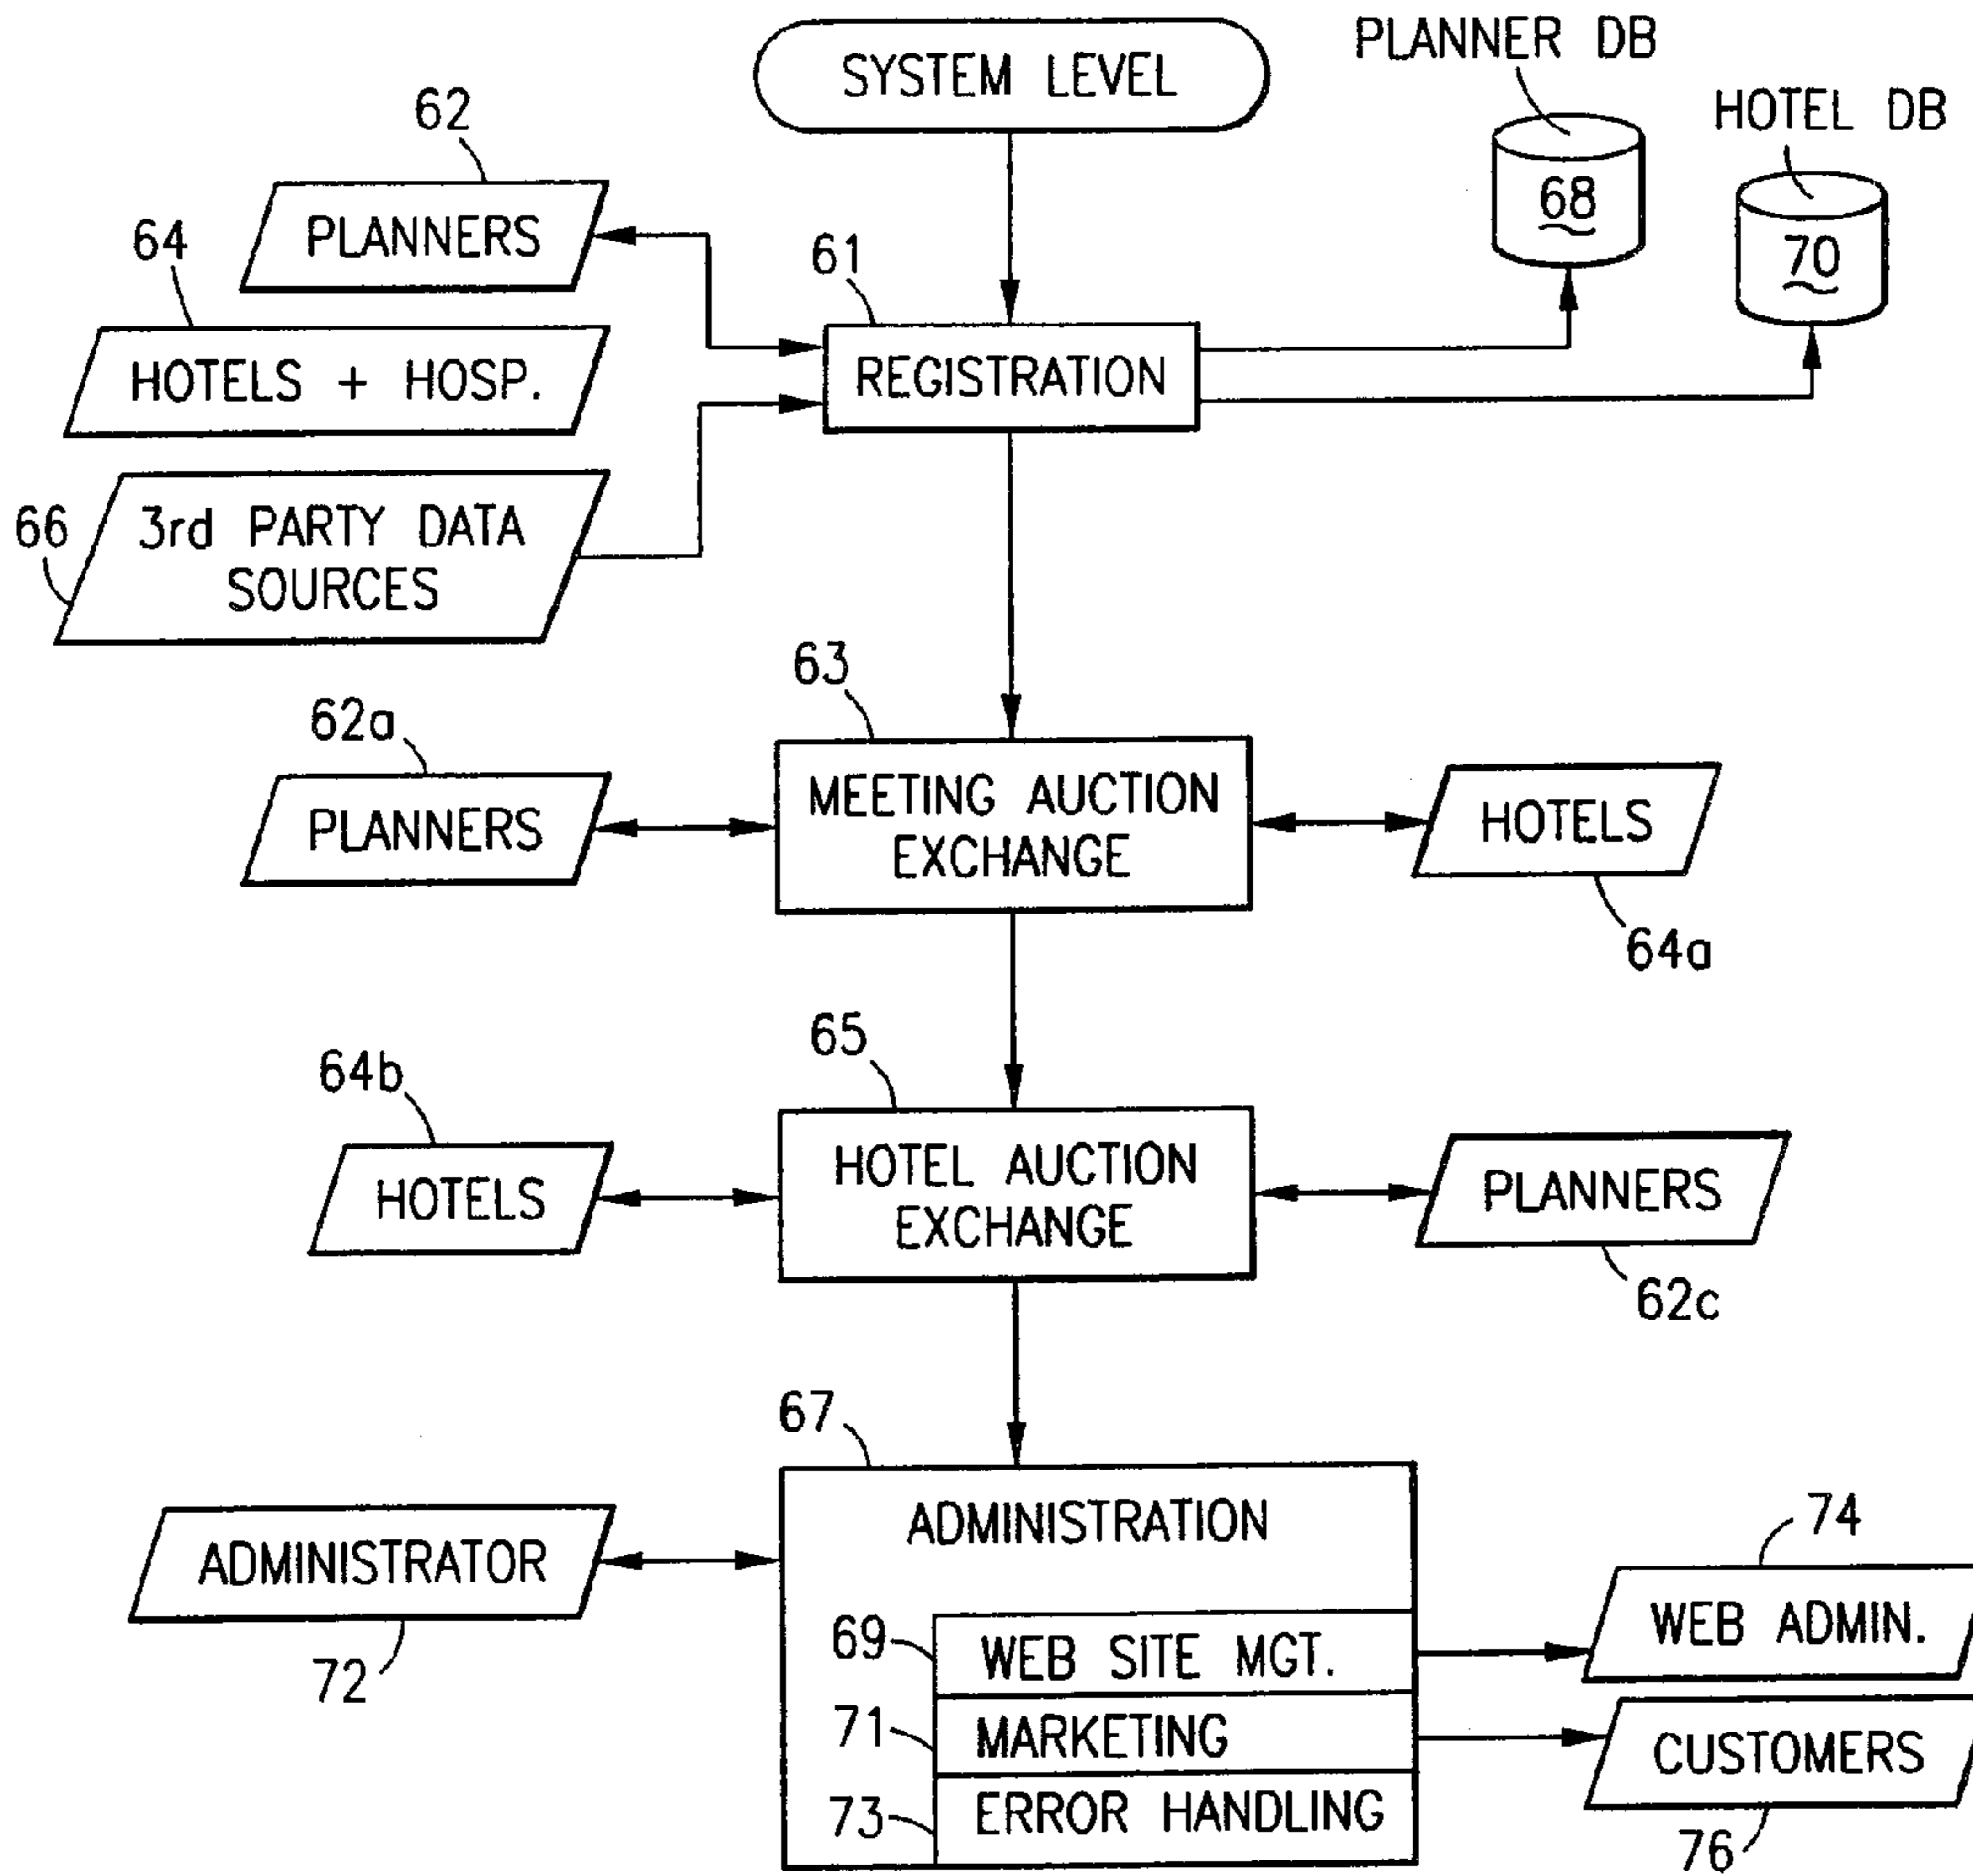 SYSTEM LEVEL
PLANNER DB
HOTEL DB
62
PLANNERS
68
70
64
HOTELS + HOSP.
61
REGISTRATION
66
3rd PARTY DATA
SOURCES
63
62a
PLANNERS
MEETING AUCTION
EXCHANGE
HOTELS
64a
65
64b
HOTELS
HOTEL AUCTION
EXCHANGE
PLANNERS
62c
67
ADMINISTRATION
ADMINISTRATOR
72
74
WEB ADMIN.
69
WEB SITE MGT.
71
MARKETING
CUSTOMERS
76
73
ERROR HANDLING